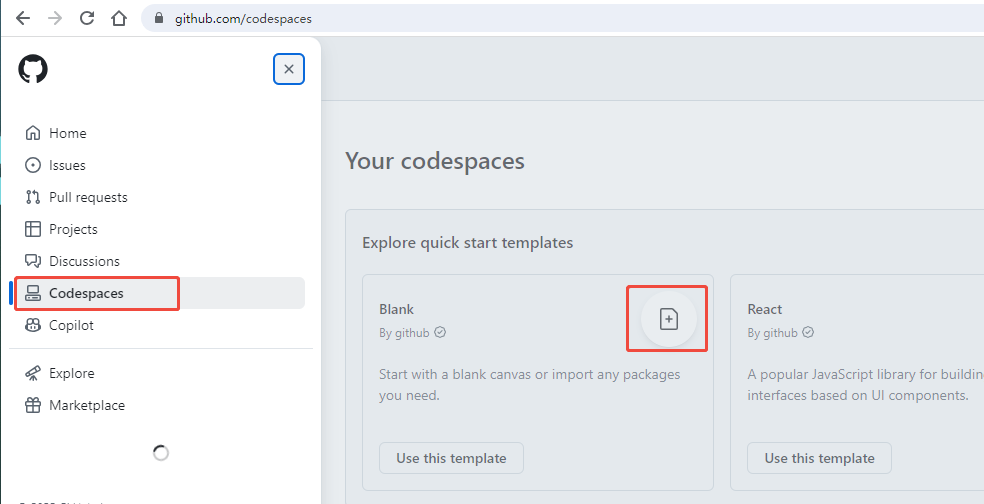 github.com/codespaces
Home
Issues
Pull requests
Projects
Discussions
Codespaces
Copilot
Explore
Marketplace
Your codespaces
Explore quick start templates
Blank
By github
Start with a blank canvas or import any packages
you need.
Use this template
React
By github
A popular JavaScript library for building
interfaces based on UI components.
Use this template